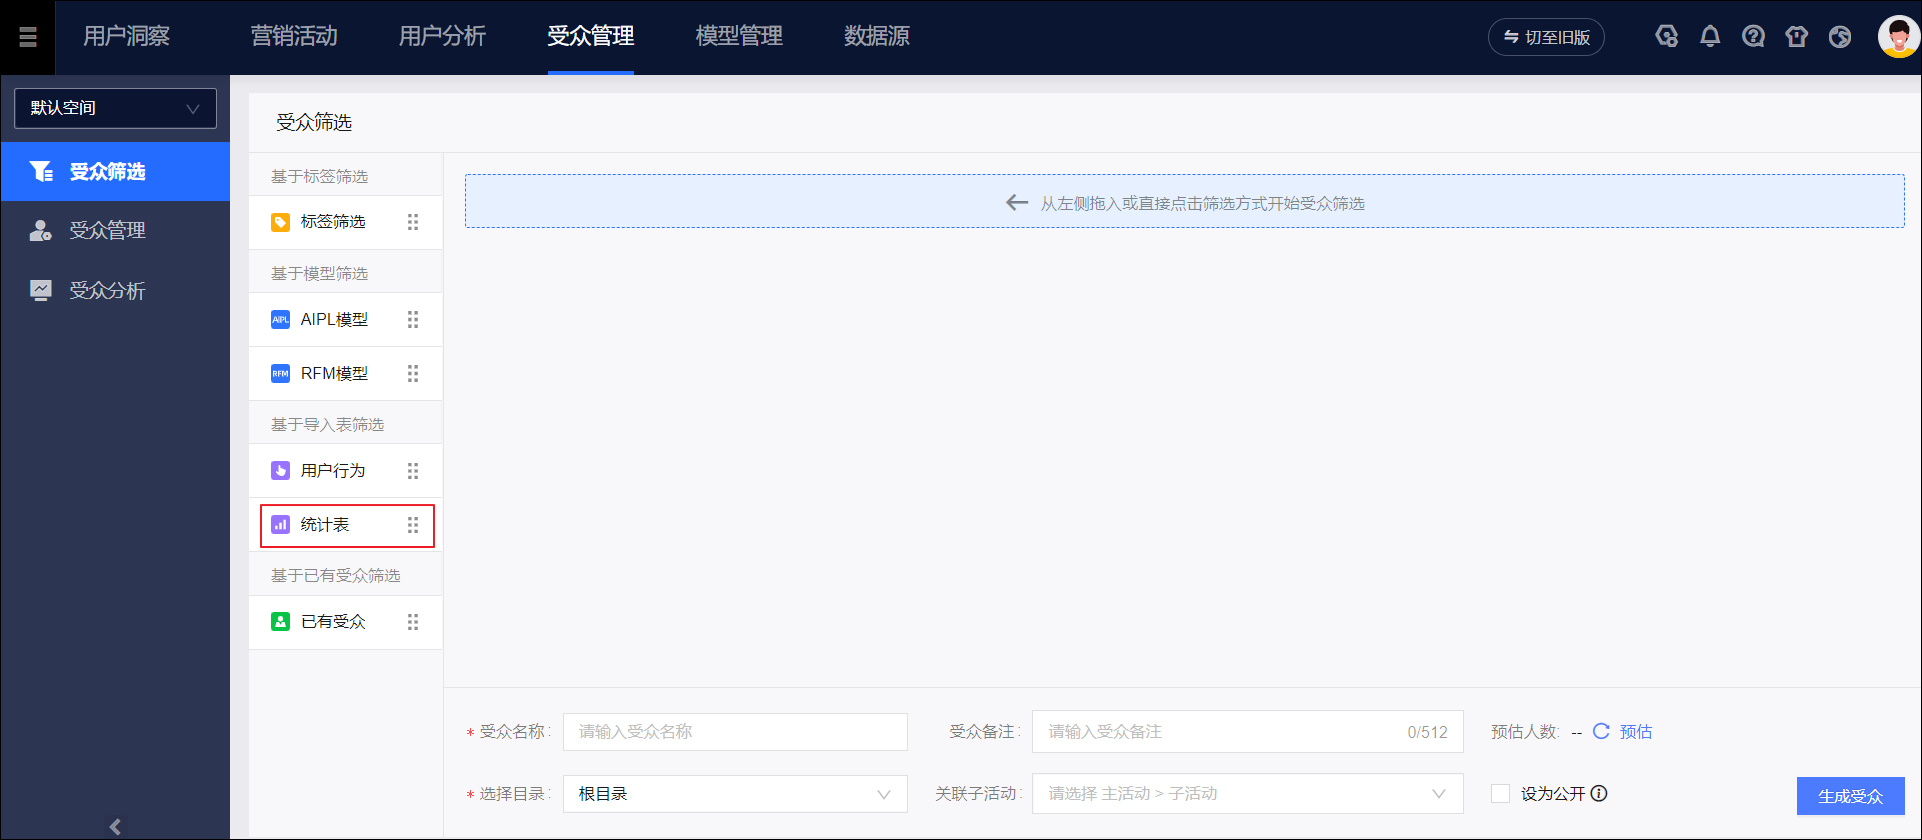 用户洞察
营销活动
用户分析
受众管理
模型管理
数据源
切至旧版
默认空间
受众筛选
受众管理
受众分析
受众筛选
基于标签筛选
标签筛选
基于模型筛选
AIPL AIPL模型
RFM RFM模型
基于导入表筛选
用户行为
统计表
基于已有受众筛选
已有受众
从左侧拖入或直接点击筛选方式开始受众筛选
* 受众名称: 请输入受众名称
受众备注: 请输入受众备注 0/512
预估人数: -- 预估
* 选择目录: 根目录
关联子活动: 请选择 主活动 > 子活动
设为公开
生成受众